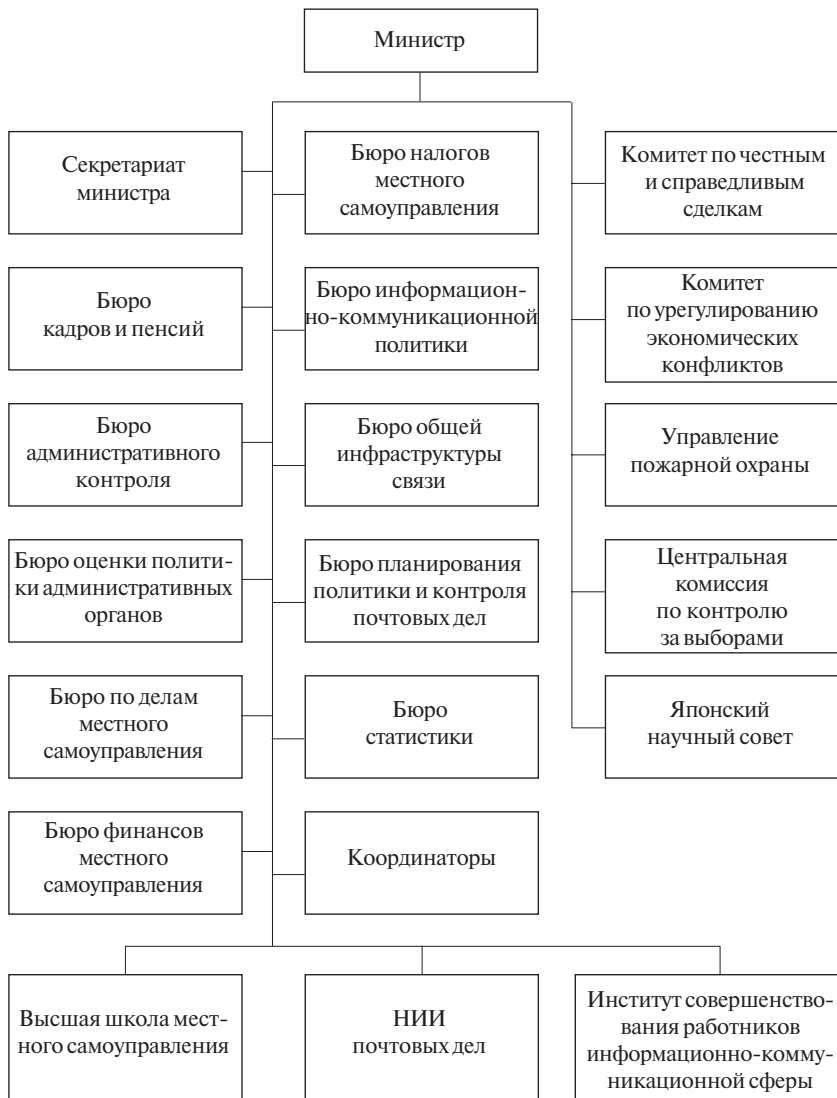 Министр
Секретариат
министра
Бюро налогов
местного
самоуправления
Комитет по честным
и справедливым
сделкам
Бюро
кадров и пенсий
Бюро информацион-
но-коммуникационной
политики
Комитет
по урегулированию
экономических
конфликтов
Бюро
административного
контроля
Бюро общей
инфраструктуры
связи
Управление
пожарной охраны
Бюро оценки полити-
ки административных
органов
Бюро планирования
политики и контроля
почтовых дел
Центральная
комиссия
по контролю
за выборами
Бюро по делам
местного
самоуправления
Бюро
статистики
Японский
научный совет
Бюро финансов
местного
самоуправления
Координаторы
Высшая школа мест-
ного самоуправления
НИИ
почтовых дел
Институт совершенство-
вания работников
информационно-комму-
никационной сферы